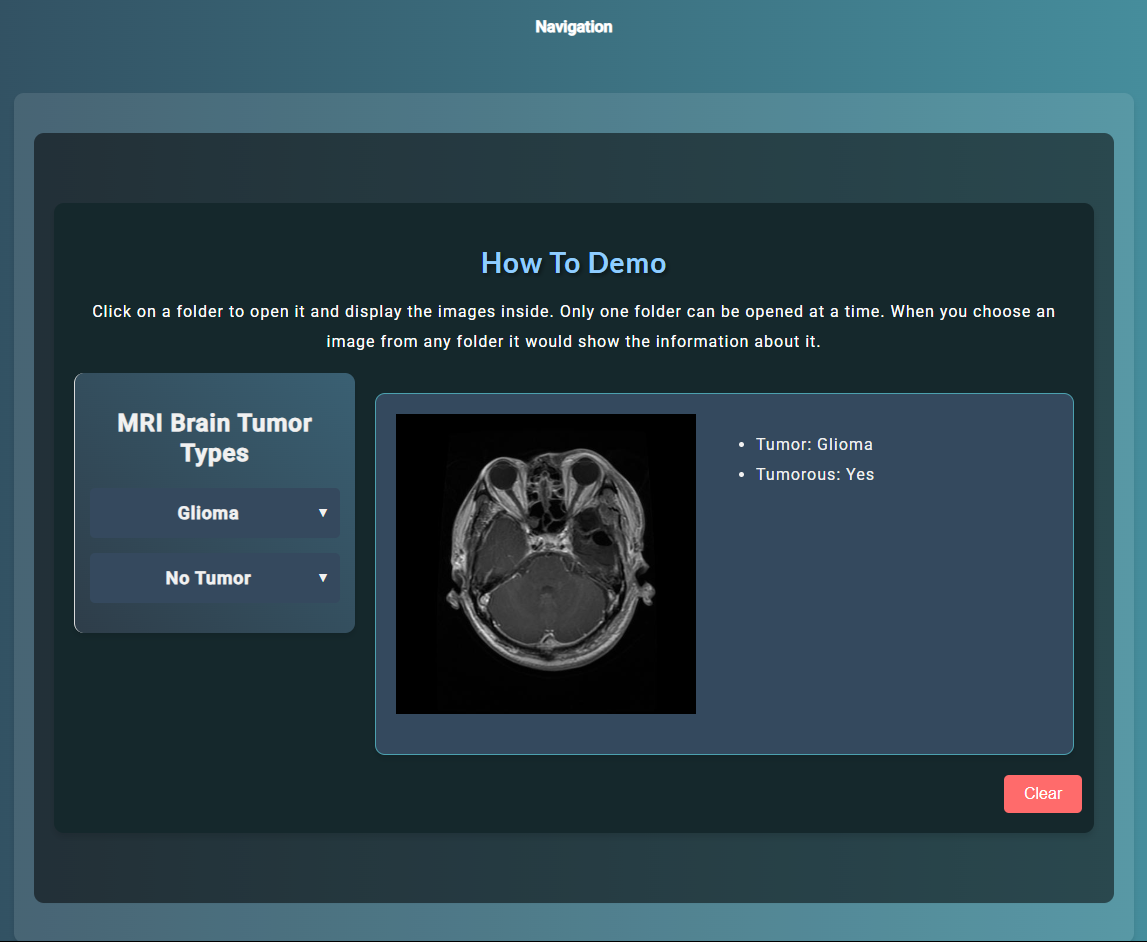 Navigation
How To Demo
Click on a folder to open it and display the images inside. Only one folder can be opened at a time. When you choose an
image from any folder it would show the information about it.
MRI Brain Tumor
Types
Glioma ▼
No Tumor ▼
• Tumor: Glioma
• Tumorous: Yes
Clear